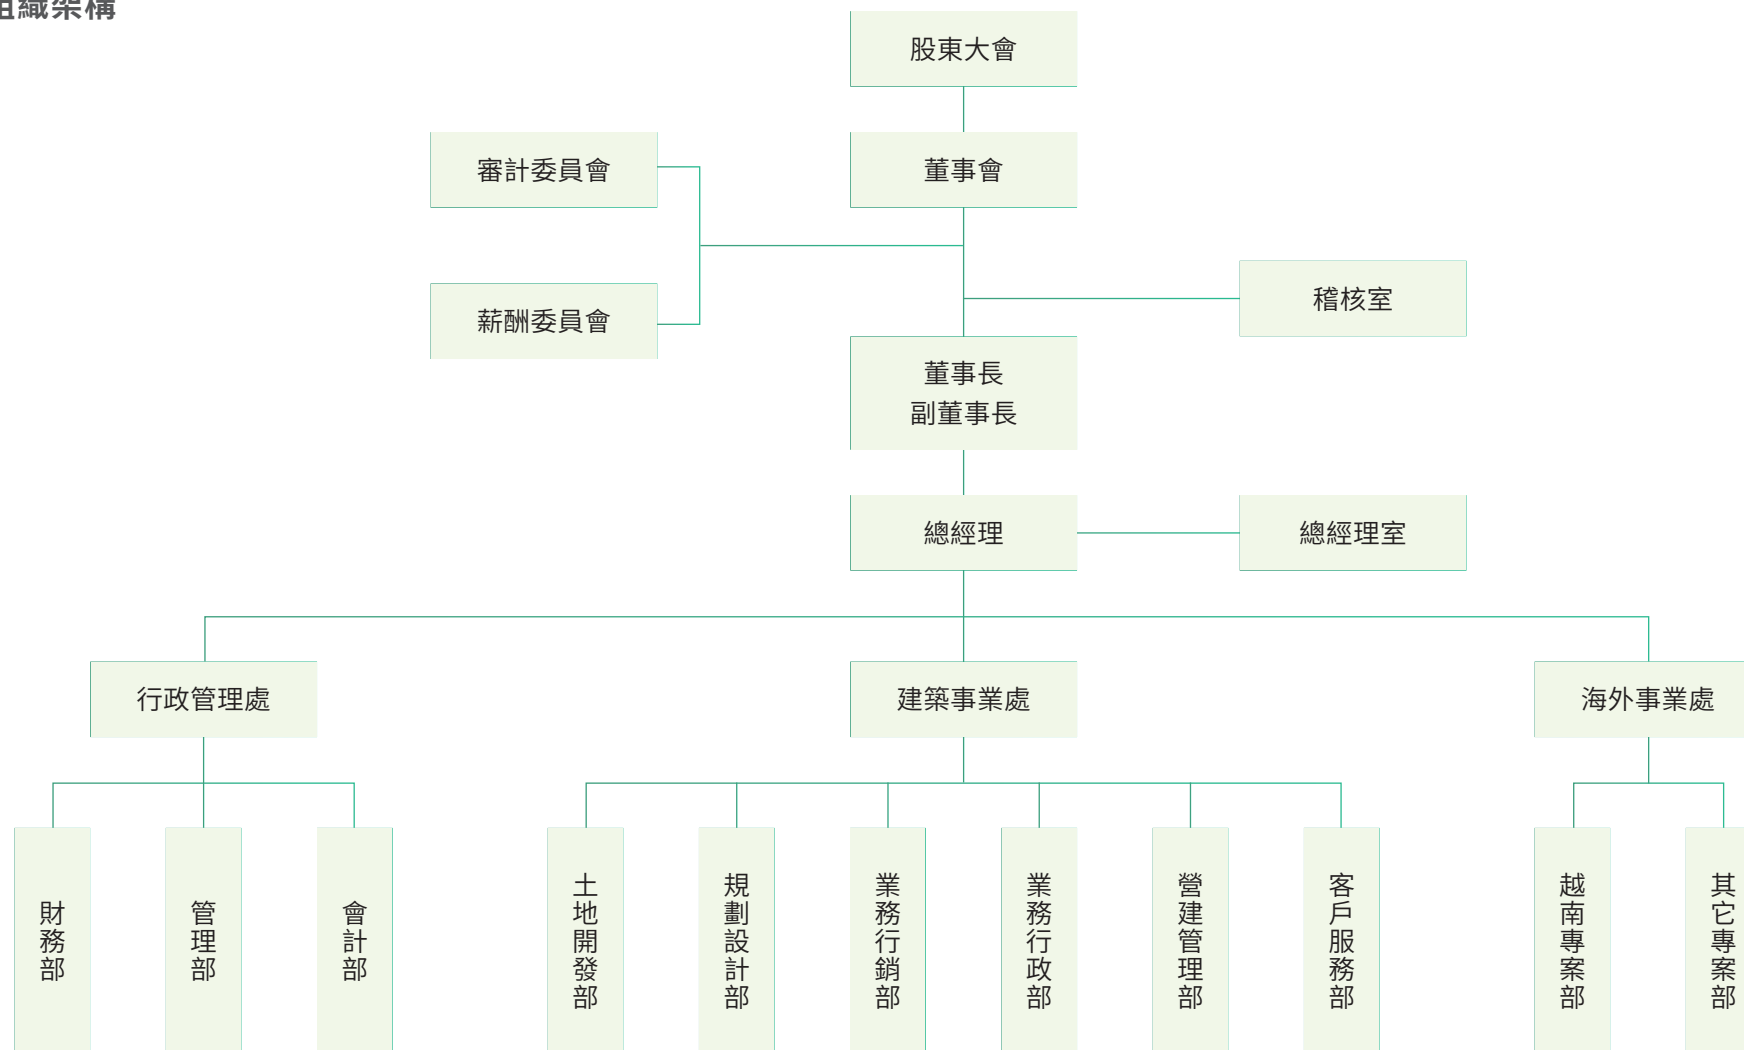 組織架構
股東大會
審計委員會
董事會
稽核室
薪酬委員會
董事長
副董事長
總經理
總經理室
行政管理處
建築事業處
海外事業處
財務部
管理部
會計部
土地開發部
規劃設計部
業務行銷部
業務行政部
營建管理部
客戶服務部
越南專案部
其它專案部